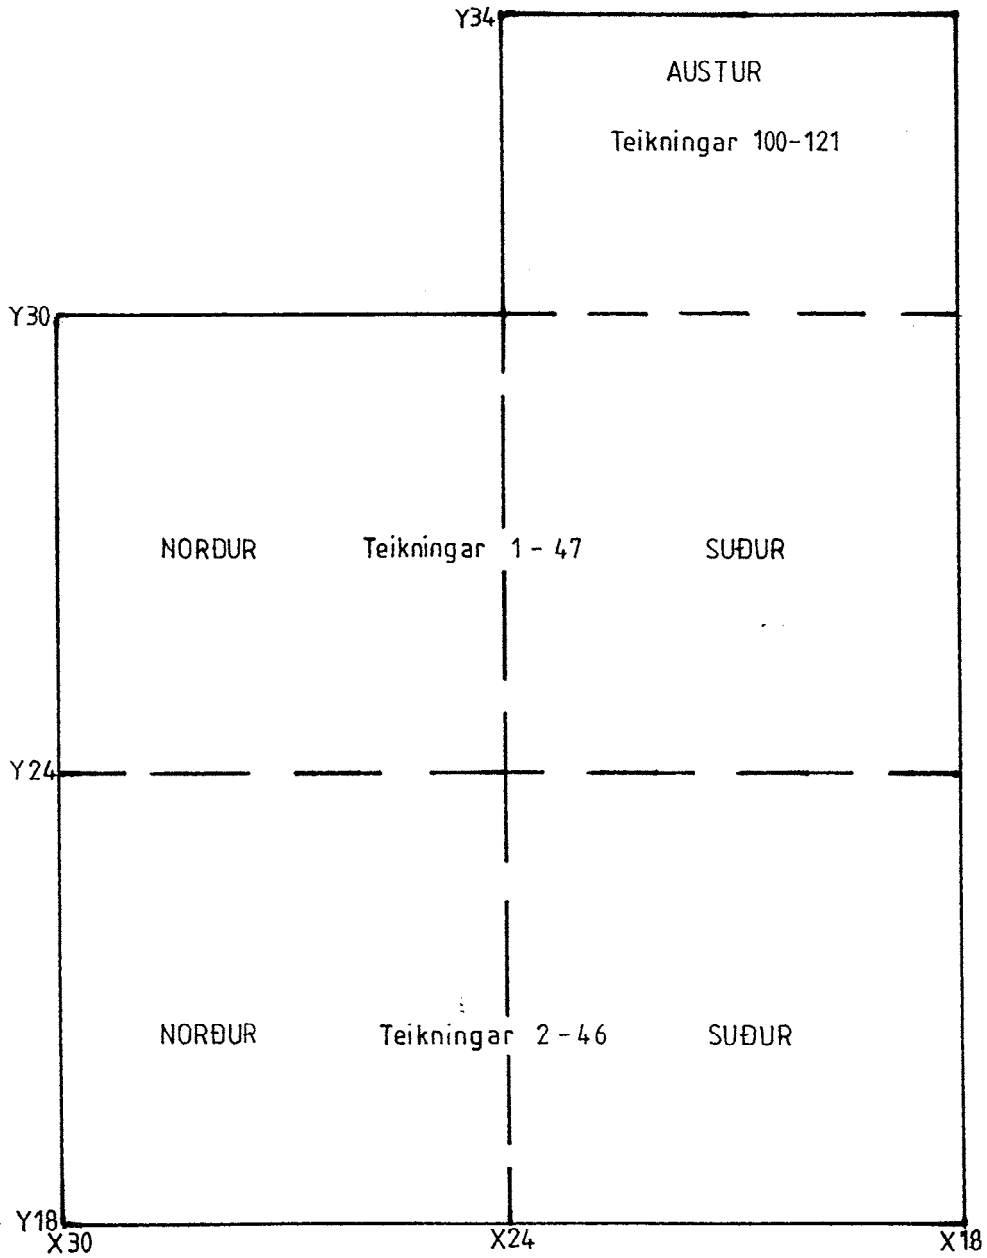 Y34
AUSTUR
Teikningar 100-121
Y30
NORÐUR Teikningar 1-47 SUÐUR
Y24
NORÐUR Teikningar 2-46 SUÐUR
Y18
X30 X24 X18